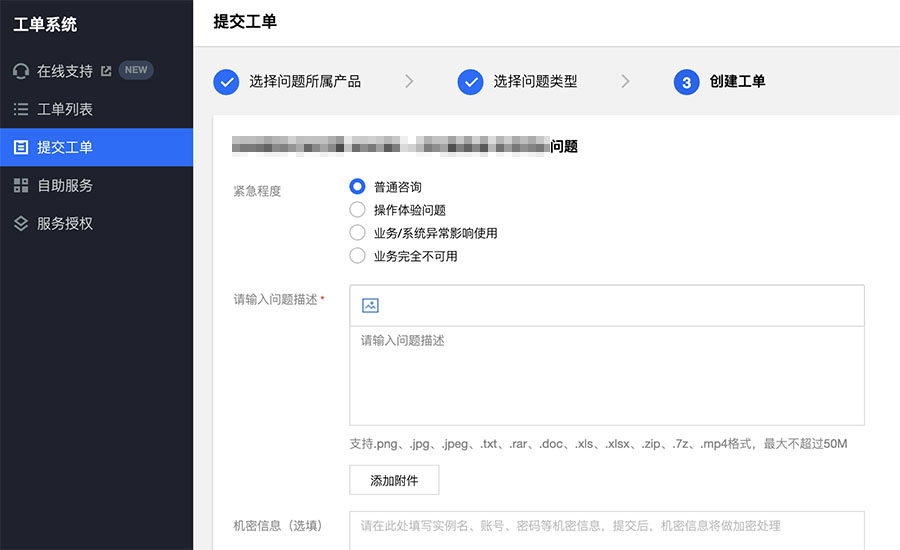 工单系统
在线支持 NEW
工单列表
提交工单
自助服务
服务授权
提交工单
选择问题所属产品
选择问题类型
3 创建工单
问题
紧急程度
普通咨询
操作体验问题
业务/系统异常影响使用
业务完全不可用
请输入问题描述 *
请输入问题描述
支持.png、.jpg、.jpeg、.txt、.rar、.doc、.xls、.xlsx、.zip、.7z、.mp4格式，最大不超过50M
添加附件
机密信息（选填）
请在此处填写实例名、账号、密码等机密信息，提交后，机密信息将做加密处理